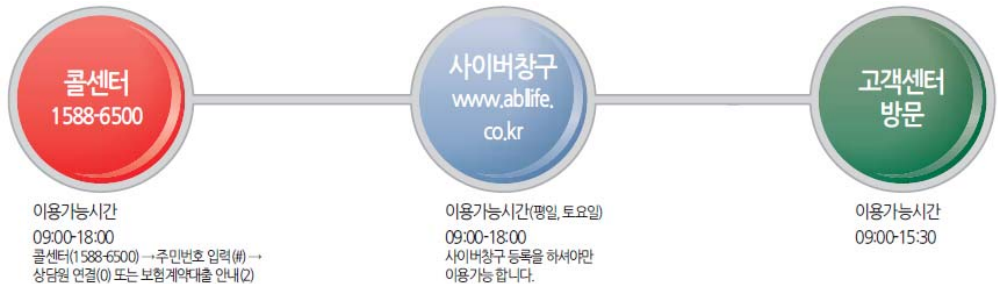 콜센터
1588-6500
사이버창구
www.abllife.
co.kr
고객센터
방문
이용가능시간
09:00-18:00
콜센터(1588-6500) → 주민번호 입력(#) →
상담원 연결(0) 또는 보험계약대출 안내(2)
이용가능시간(평일, 토요일)
09:00-18:00
사이버창구 등록을 하셔야만
이용가능 합니다.
이용가능시간
09:00-15:30